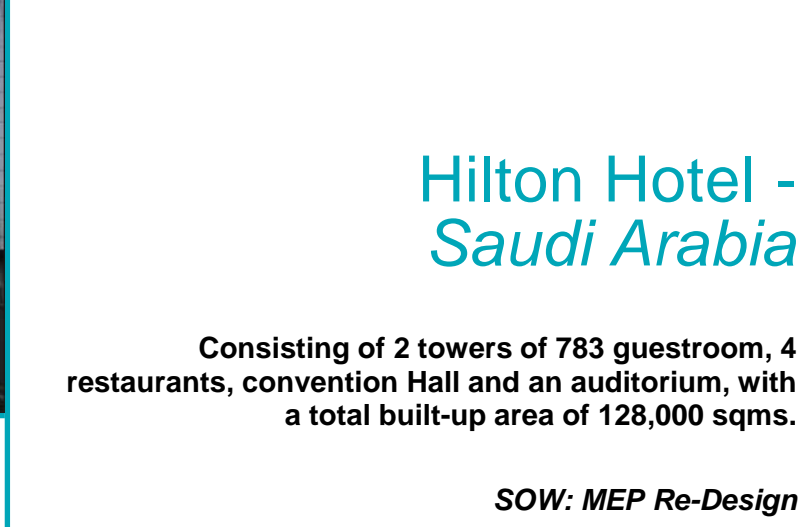 Hilton Hotel -
Saudi Arabia
Consisting of 2 towers of 783 guestroom, 4
restaurants, convention Hall and an auditorium, with
a total built-up area of 128,000 sqms.
SOW: MEP Re-Design